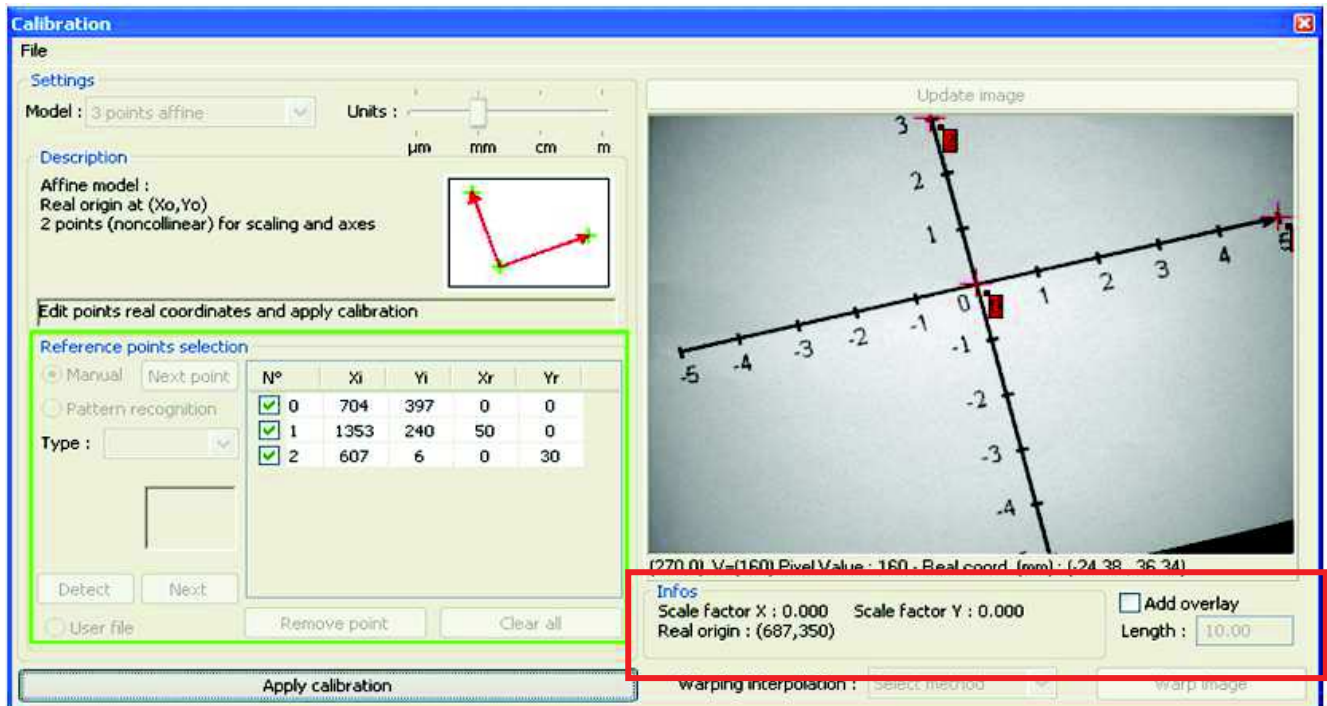 Calibration
File
Settings
Model : 3 points affine
Units :
µm mm cm m
Description
Affine model :
Real origin at (Xo,Yo)
2 points (noncollinear) for scaling and axes
Edit points real coordinates and apply calibration
Reference points selection
Manual Next point
Pattern recognition
Type :
Detect Next
User file
N° Xi Yi Xr Yr
0 704 397 0 0
1 1353 240 50 0
2 607 6 0 30
Remove point Clear all
Apply calibration
Update image
3
2
1
0
-1
-2
-3
-4
-5 -4 -3 -2 -1 1 2 3 4 5
(270,0) V=(160) Pixel Value : 160 - Real coord. (mm) : (-24.38 36.34)
Infos
Scale factor X : 0.000 Scale factor Y : 0.000
Real origin : (687,350)
Add overlay
Length : 10.00
Warping interpolation : Select method Warp image